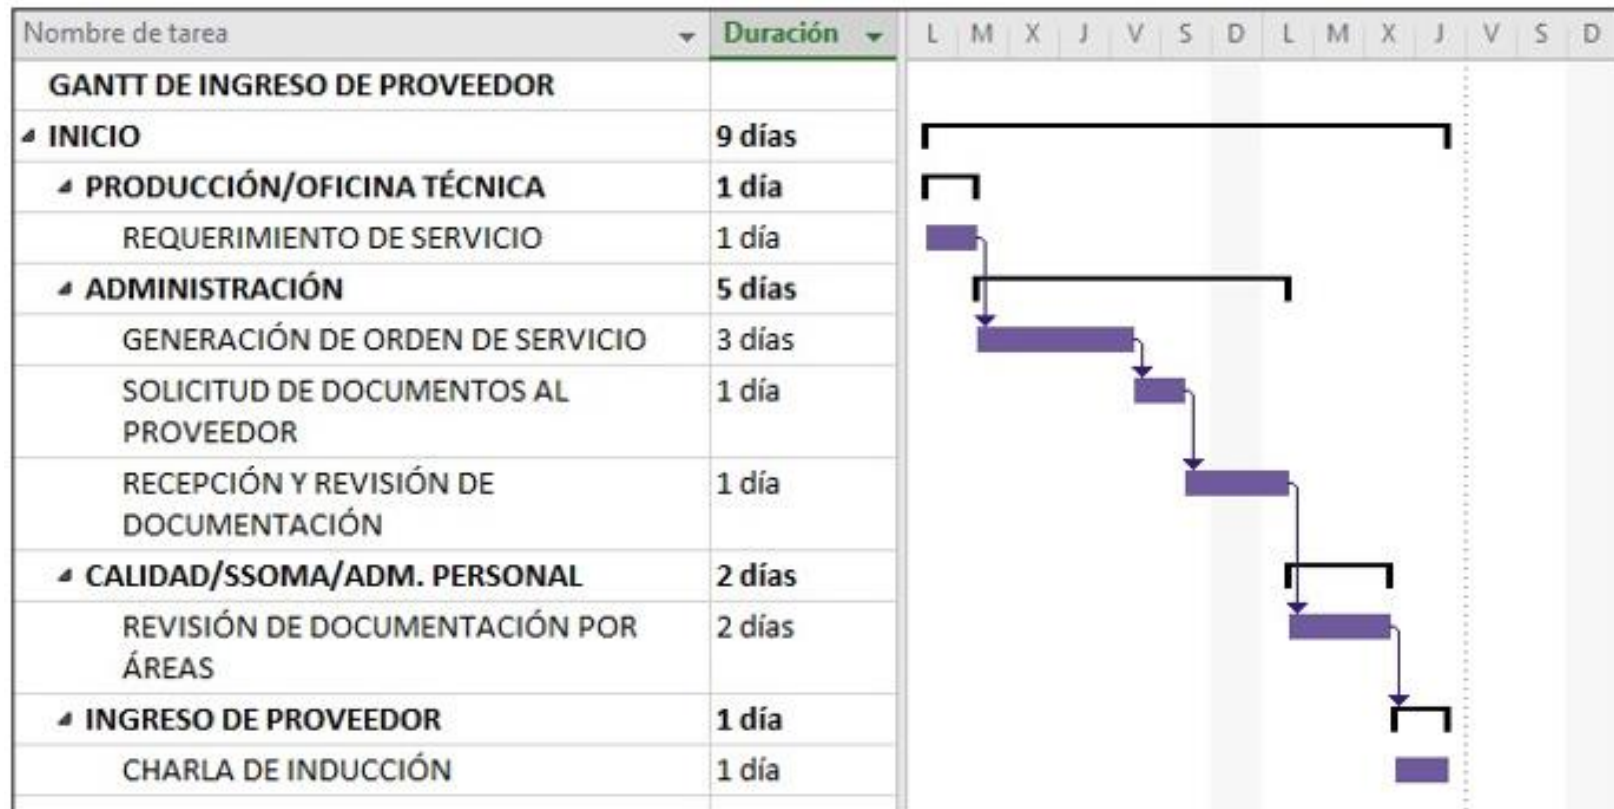 Nombre de tarea Duración L M X J V S D L M X J V S D
GANTT DE INGRESO DE PROVEEDOR
INICIO 9 días
PRODUCCIÓN/OFICINA TÉCNICA 1 día
REQUERIMIENTO DE SERVICIO 1 día
ADMINISTRACIÓN 5 días
GENERACIÓN DE ORDEN DE SERVICIO 3 días
SOLICITUD DE DOCUMENTOS AL 1 día
PROVEEDOR
RECEPCIÓN Y REVISIÓN DE 1 día
DOCUMENTACIÓN
CALIDAD/SSOMA/ADM. PERSONAL 2 días
REVISIÓN DE DOCUMENTACIÓN POR 2 días
ÁREAS
INGRESO DE PROVEEDOR 1 día
CHARLA DE INDUCCIÓN 1 día